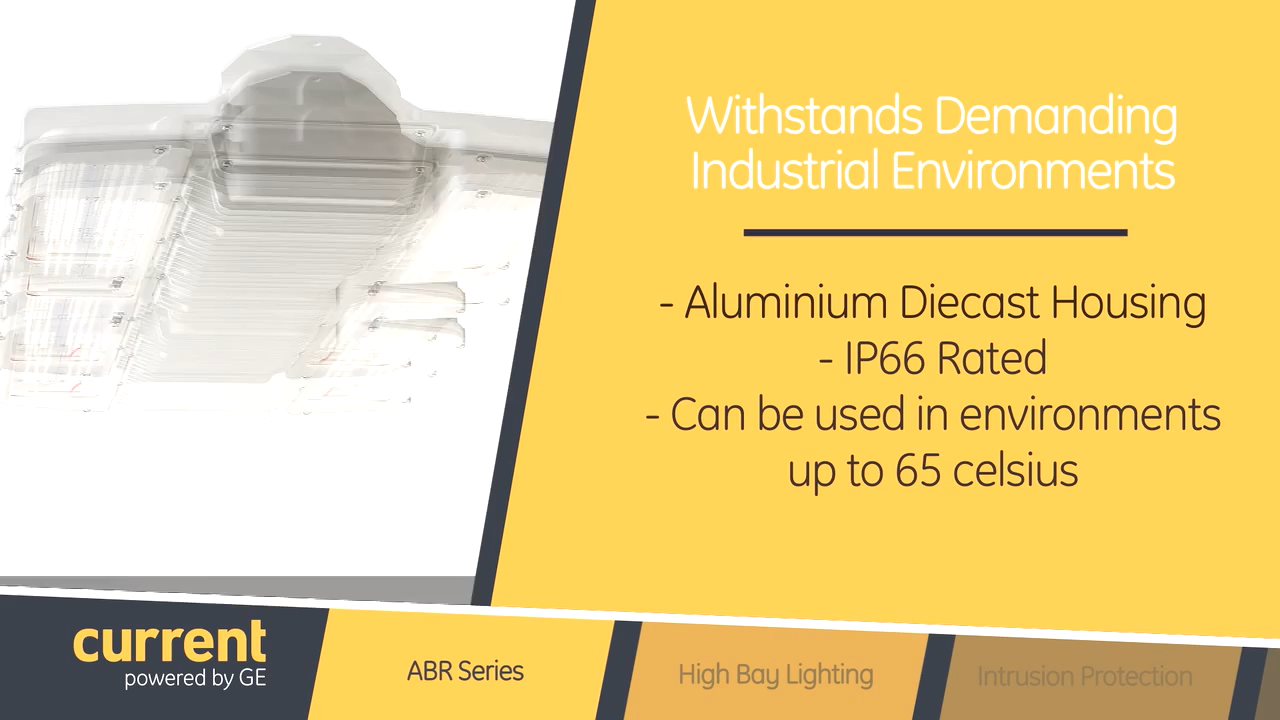 Withstands Demanding
Industrial Environments
- Aluminium Diecast Housing
- IP66 Rated
- Can be used in environments
up to 65 celsius
current
powered by GE
ABR Series
High Bay Lighting
Intrusion Protection